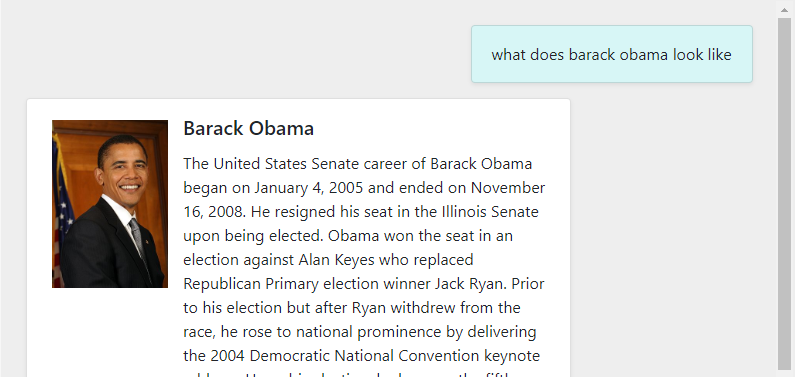 what does barack obama look like
Barack Obama
The United States Senate career of Barack Obama
began on January 4, 2005 and ended on November
16, 2008. He resigned his seat in the Illinois Senate
upon being elected. Obama won the seat in an
election against Alan Keyes who replaced
Republican Primary election winner Jack Ryan. Prior
to his election but after Ryan withdrew from the
race, he rose to national prominence by delivering
the 2004 Democratic National Convention keynote